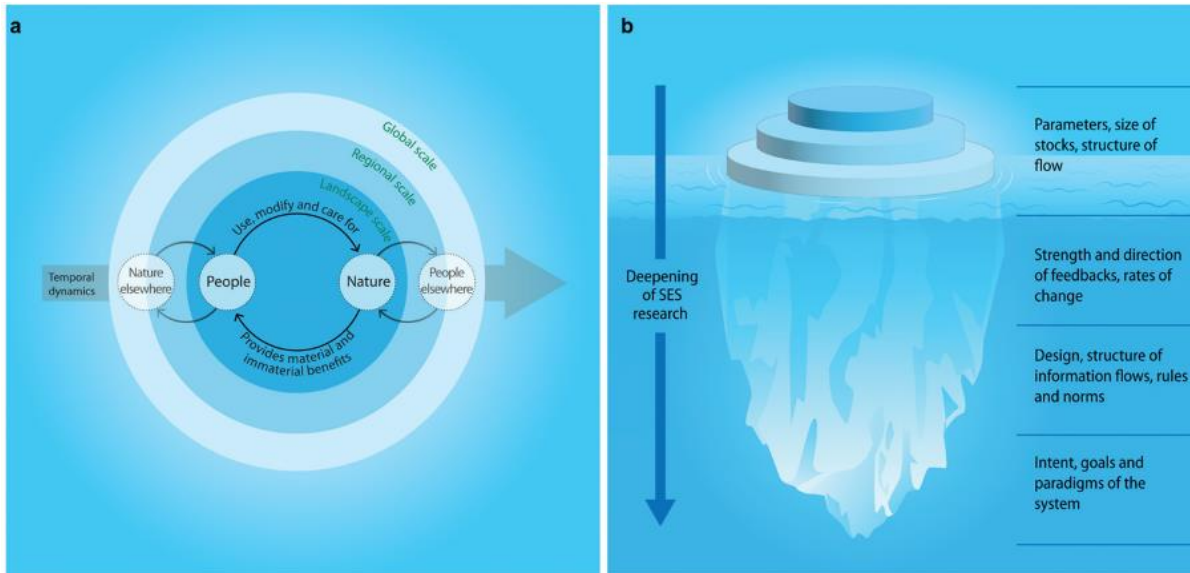 a
Global scale
Regional scale
Landscape scale
Use, modify and care for
Temporal
dynamics
Nature
elsewhere
People
Nature
People
elsewhere
Provides material and
immaterial benefits
b
Deepening
of SES
research
Parameters, size of
stocks, structure of
flow
Strength and direction
of feedbacks, rates of
change
Design, structure of
information flows, rules
and norms
Intent, goals and
paradigms of the
system